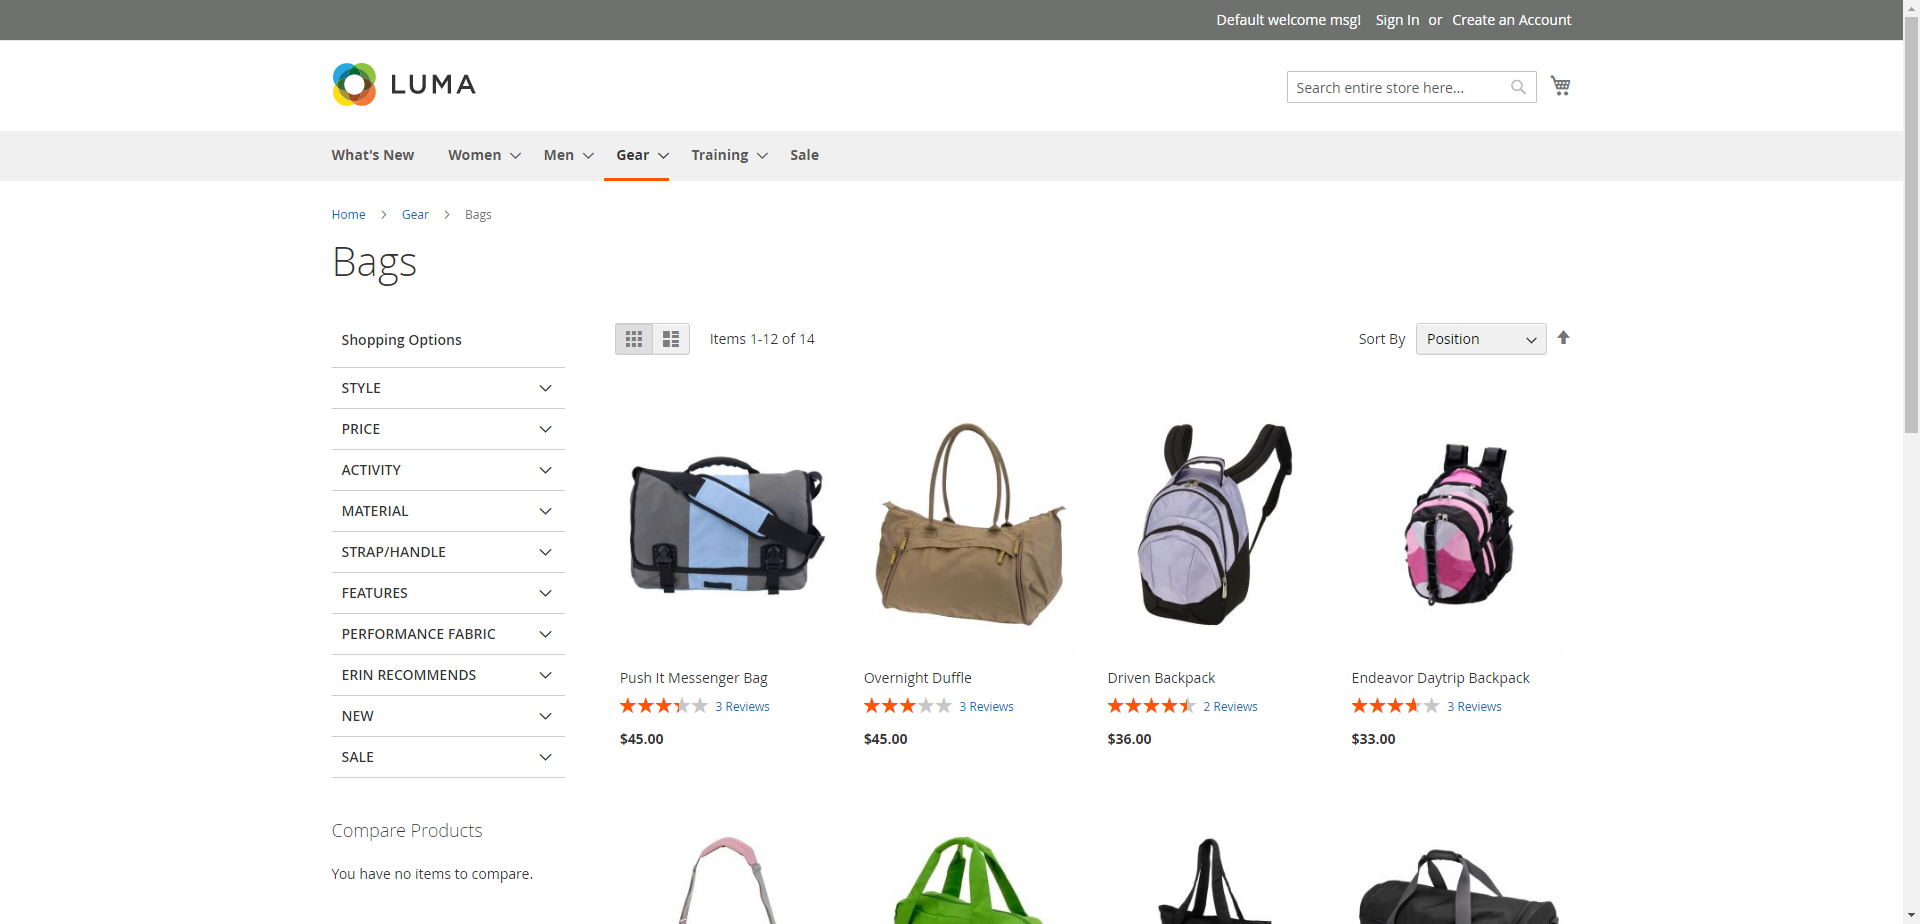 Default welcome msg! Sign In or Create an Account
LUMA
Search entire store here...
What's New Women Men Gear Training Sale
Home Gear Bags
Bags
Shopping Options
Items 1-12 of 14
Sort By Position
STYLE
PRICE
ACTIVITY
MATERIAL
STRAP/HANDLE
FEATURES
PERFORMANCE FABRIC
ERIN RECOMMENDS
NEW
SALE
Push It Messenger Bag
3 Reviews
$45.00
Overnight Duffle
3 Reviews
$45.00
Driven Backpack
2 Reviews
$36.00
Endeavor Daytrip Backpack
3 Reviews
$33.00
Compare Products
You have no items to compare.